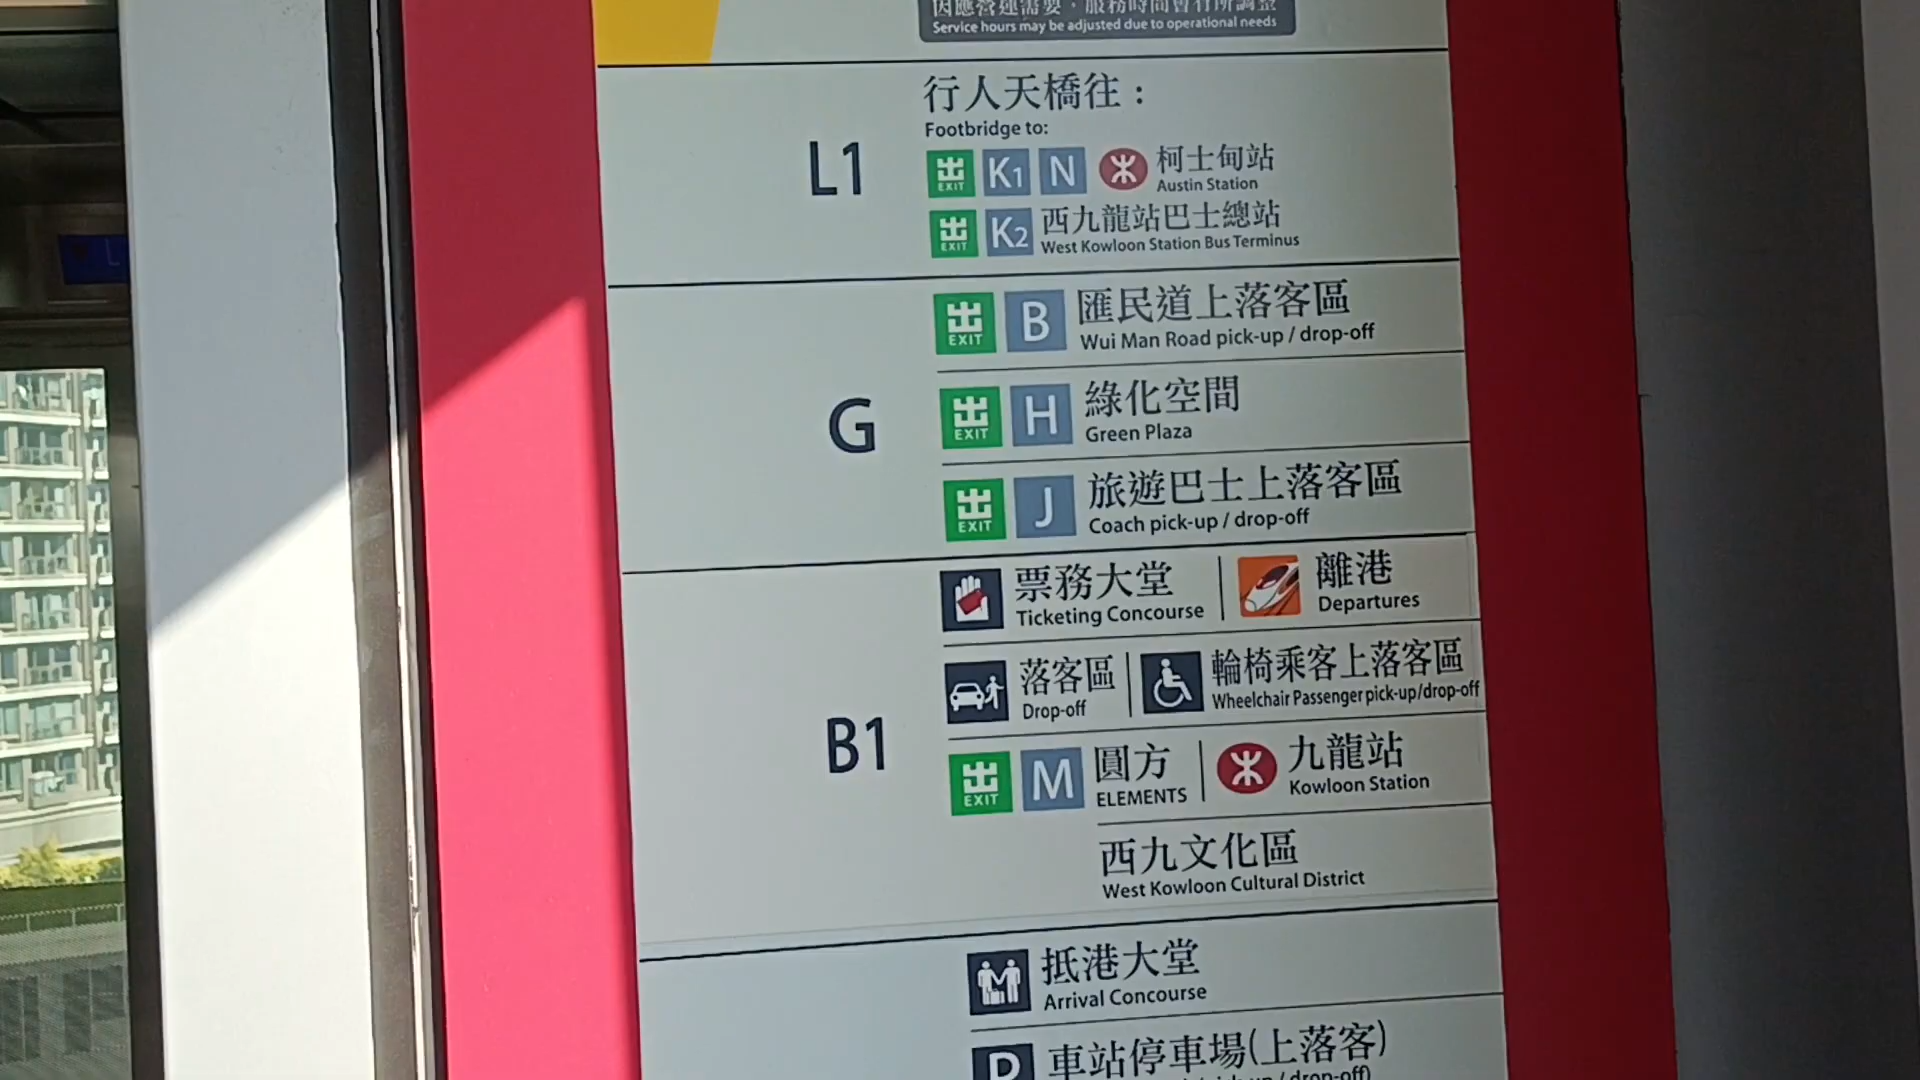 因應營運需要，服務時間會有所調整
Service hours may be adjusted due to operational needs
L1
行人天橋往：
Footbridge to:
出 EXIT K1 N 柯士甸站
Austin Station
出 EXIT K2 西九龍站巴士總站
West Kowloon Station Bus Terminus
G
出 EXIT B 匯民道上落客區
Wui Man Road pick-up / drop-off
出 EXIT H 綠化空間
Green Plaza
出 EXIT J 旅遊巴士上落客區
Coach pick-up / drop-off
B1
票務大堂 離港
Ticketing Concourse Departures
落客區 輪椅乘客上落客區
Drop-off Wheelchair Passenger pick-up/drop-off
出 EXIT M 圓方 九龍站
ELEMENTS Kowloon Station
西九文化區
West Kowloon Cultural District
抵港大堂
Arrival Concourse
P 車站停車場(上落客)
pick-up / drop-off)